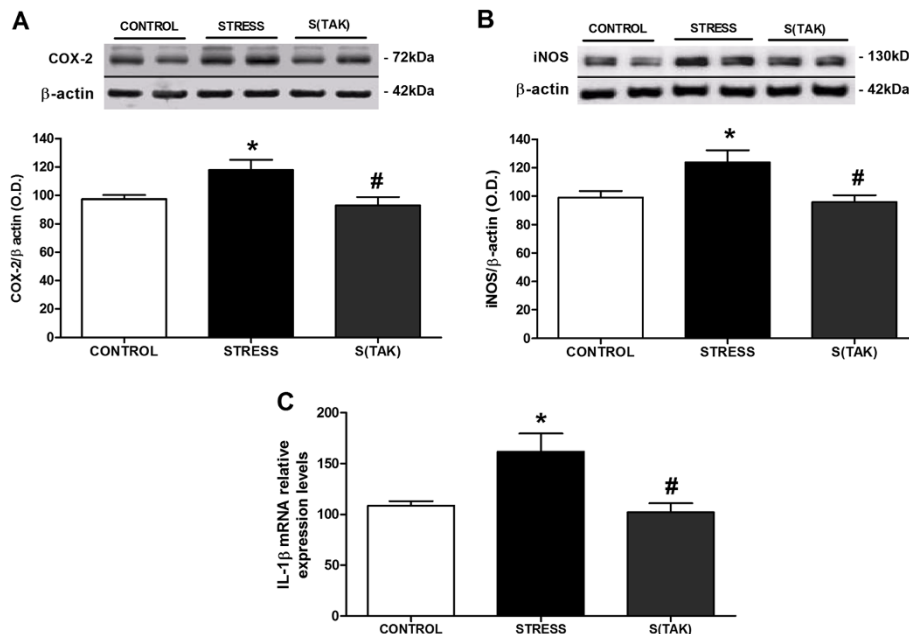 A
CONTROL STRESS S(TAK)
COX-2 - 72kDa
β-actin - 42kDa
COX-2/β actin (O.D.)
140
120
100
80
60
40
20
0
CONTROL STRESS S(TAK)
*
#
B
CONTROL STRESS S(TAK)
iNOS - 130kD
β-actin - 42kDa
iNOS/β-actin (O.D.)
140
120
100
80
60
40
20
0
CONTROL STRESS S(TAK)
*
#
C
IL-1β mRNA relative
expression levels
200
150
100
50
0
CONTROL STRESS S(TAK)
*
#